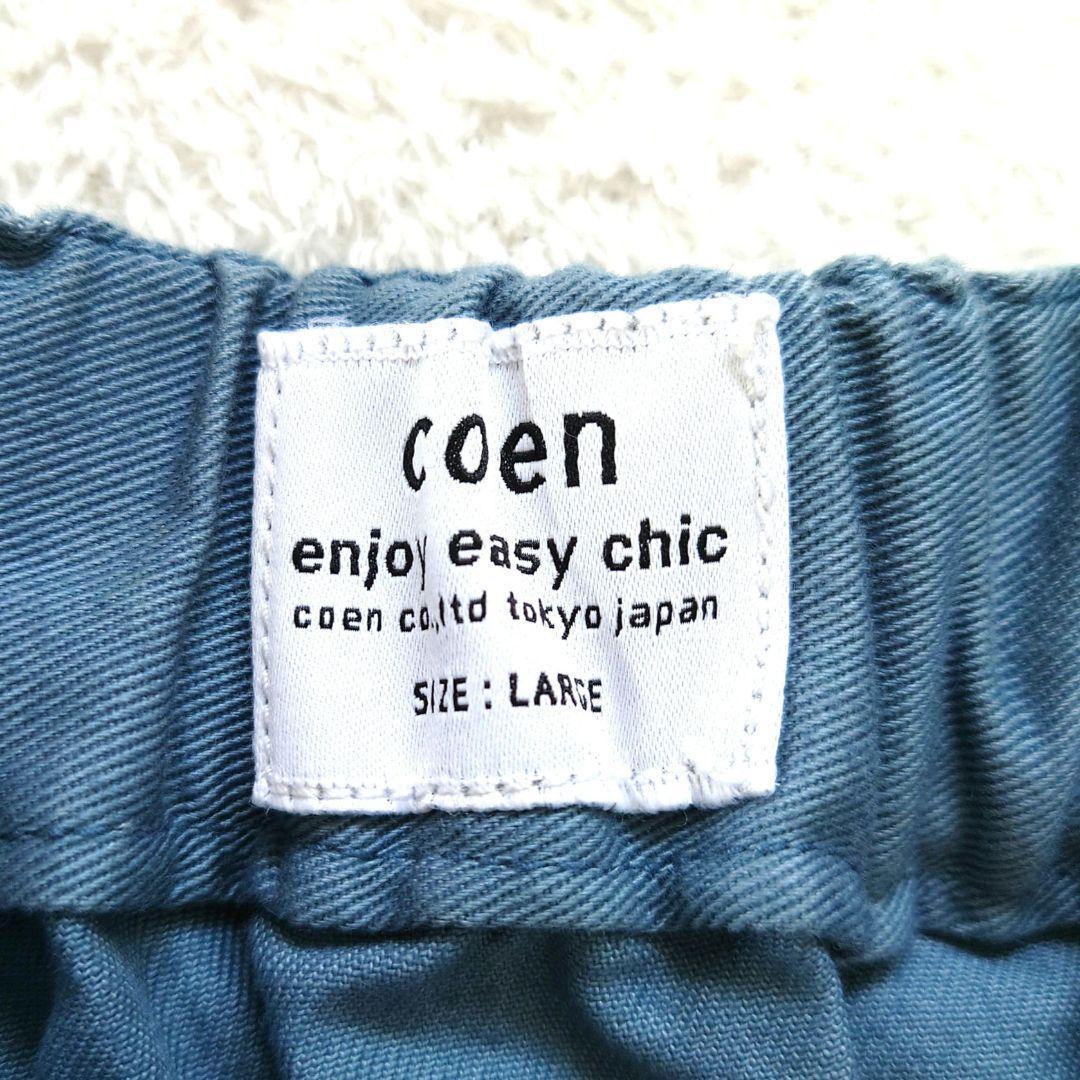 coen
enjoy easy chic
coen co.,ltd tokyo japan
SIZE : LARGE